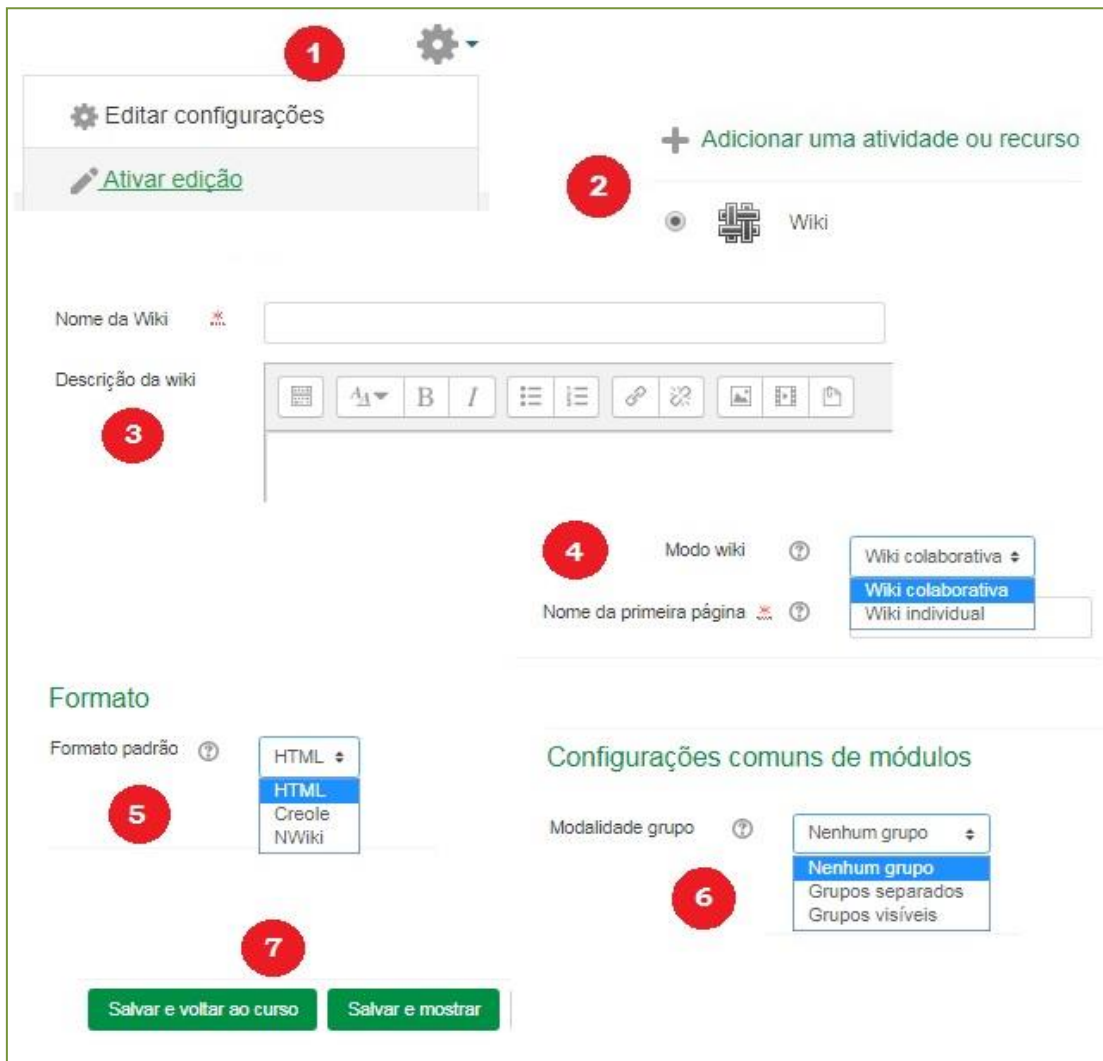 1
Editar configurações
Ativar edição
2
Adicionar uma atividade ou recurso
Wiki
Nome da Wiki
Descrição da wiki
3
B I
4
Modo wiki
Wiki colaborativa
Wiki colaborativa
Wiki individual
Nome da primeira página
Formato
Formato padrão
HTML
HTML
Creole
NWiki
5
Configurações comuns de módulos
Modalidade grupo
Nenhum grupo
Nenhum grupo
Grupos separados
Grupos visíveis
6
7
Salvar e voltar ao curso Salvar e mostrar